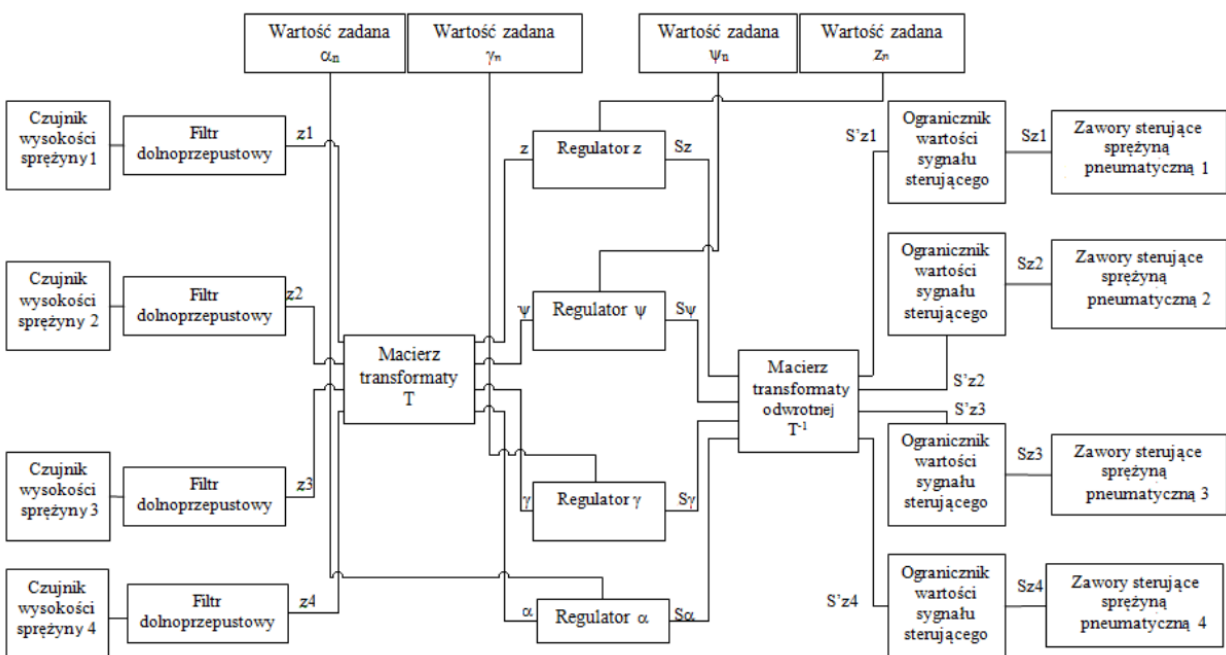 Wartość zadana
αn
Wartość zadana
γn
Wartość zadana
ψn
Wartość zadana
zn
Czujnik
wysokości
sprężyny 1
Filtr
dolnoprzepustowy
z1
z
Regulator z
Sz
S'z1
Ogranicznik
wartości
sygnału
sterującego
Sz1
Zawory sterujące
sprężyną
pneumatyczną 1
Czujnik
wysokości
sprężyny 2
Filtr
dolnoprzepustowy
z2
ψ
Regulator ψ
Sψ
S'z2
Ogranicznik
wartości
sygnału
sterującego
Sz2
Zawory sterujące
sprężyną
pneumatyczną 2
Macierz
transformaty
T
Macierz
transformaty
odwrotnej
T-1
Czujnik
wysokości
sprężyny 3
Filtr
dolnoprzepustowy
z3
γ
Regulator γ
Sγ
S'z3
Ogranicznik
wartości
sygnału
sterującego
Sz3
Zawory sterujące
sprężyną
pneumatyczną 3
Czujnik
wysokości
sprężyny 4
Filtr
dolnoprzepustowy
z4
α
Regulator α
Sα
S'z4
Ogranicznik
wartości
sygnału
sterującego
Sz4
Zawory sterujące
sprężyną
pneumatyczną 4